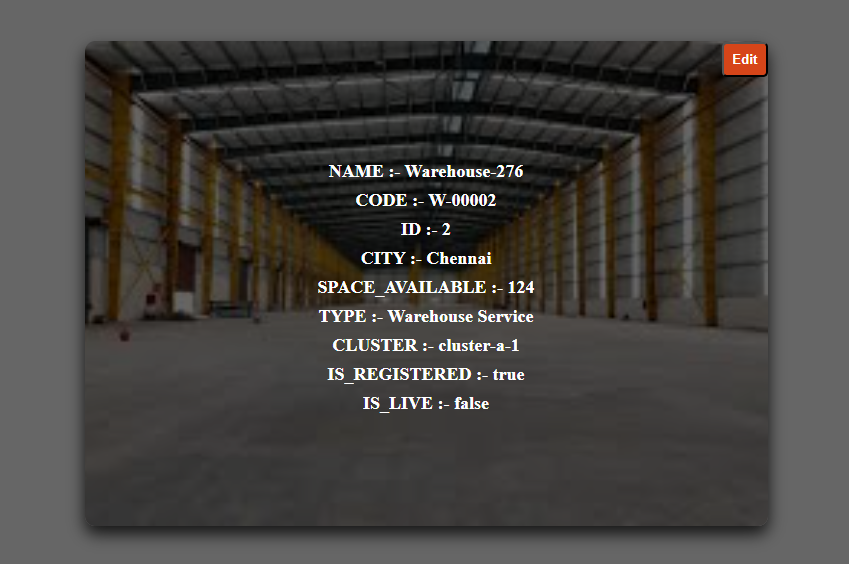 Edit
NAME :- Warehouse-276
CODE :- W-00002
ID :- 2
CITY :- Chennai
SPACE_AVAILABLE :- 124
TYPE :- Warehouse Service
CLUSTER :- cluster-a-1
IS_REGISTERED :- true
IS_LIVE :- false